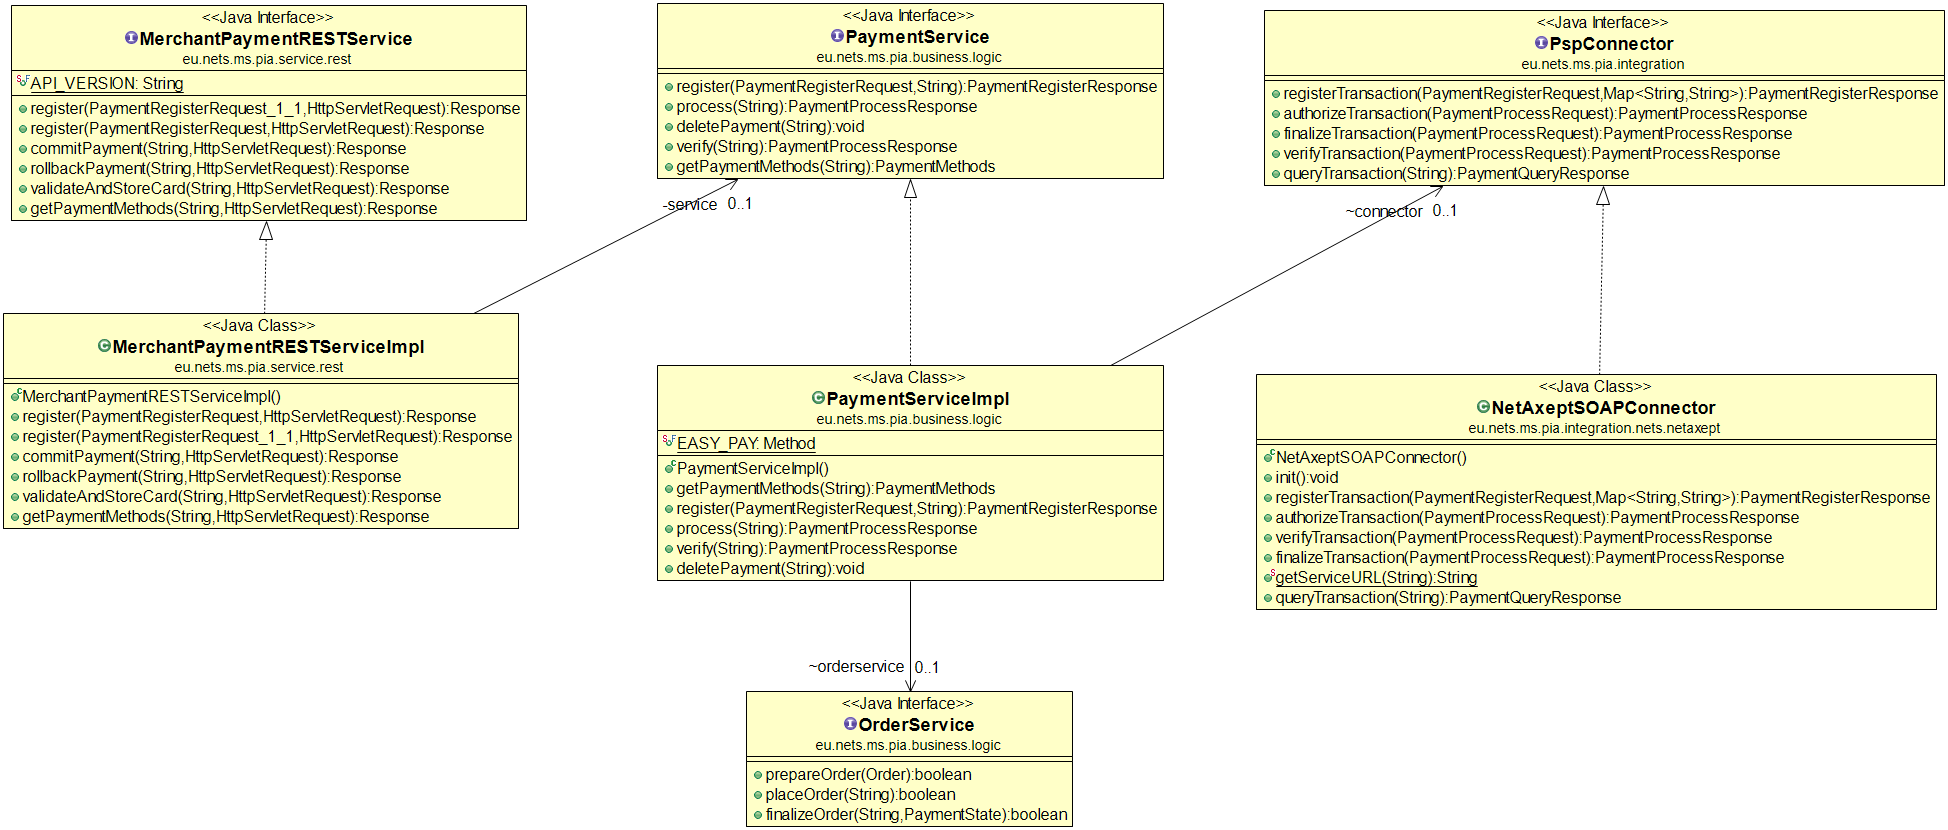 <<Java Interface>>
MerchantPaymentRESTService
eu.nets.ms.pia.service.rest
API_VERSION: String
register(PaymentRegisterRequest_1_1,HttpServletRequest):Response
register(PaymentRegisterRequest,HttpServletRequest):Response
commitPayment(String,HttpServletRequest):Response
rollbackPayment(String,HttpServletRequest):Response
validateAndStoreCard(String,HttpServletRequest):Response
getPaymentMethods(String,HttpServletRequest):Response
<<Java Interface>>
PaymentService
eu.nets.ms.pia.business.logic
register(PaymentRegisterRequest,String):PaymentRegisterResponse
process(String):PaymentProcessResponse
deletePayment(String):void
verify(String):PaymentProcessResponse
getPaymentMethods(String):PaymentMethods
<<Java Interface>>
PspConnector
eu.nets.ms.pia.integration
registerTransaction(PaymentRegisterRequest,Map<String,String>):PaymentRegisterResponse
authorizeTransaction(PaymentProcessRequest):PaymentProcessResponse
finalizeTransaction(PaymentProcessRequest):PaymentProcessResponse
verifyTransaction(PaymentProcessRequest):PaymentProcessResponse
queryTransaction(String):PaymentQueryResponse
-service 0..1
~connector 0..1
<<Java Class>>
MerchantPaymentRESTServiceImpl
eu.nets.ms.pia.service.rest
MerchantPaymentRESTServiceImpl()
register(PaymentRegisterRequest,HttpServletRequest):Response
register(PaymentRegisterRequest_1_1,HttpServletRequest):Response
commitPayment(String,HttpServletRequest):Response
rollbackPayment(String,HttpServletRequest):Response
validateAndStoreCard(String,HttpServletRequest):Response
getPaymentMethods(String,HttpServletRequest):Response
<<Java Class>>
PaymentServiceImpl
eu.nets.ms.pia.business.logic
EASY_PAY: Method
PaymentServiceImpl()
getPaymentMethods(String):PaymentMethods
register(PaymentRegisterRequest,String):PaymentRegisterResponse
process(String):PaymentProcessResponse
verify(String):PaymentProcessResponse
deletePayment(String):void
<<Java Class>>
NetAxeptSOAPConnector
eu.nets.ms.pia.integration.nets.netaxept
NetAxeptSOAPConnector()
init():void
registerTransaction(PaymentRegisterRequest,Map<String,String>):PaymentRegisterResponse
authorizeTransaction(PaymentProcessRequest):PaymentProcessResponse
verifyTransaction(PaymentProcessRequest):PaymentProcessResponse
finalizeTransaction(PaymentProcessRequest):PaymentProcessResponse
getServiceURL(String):String
queryTransaction(String):PaymentQueryResponse
~orderservice 0..1
<<Java Interface>>
OrderService
eu.nets.ms.pia.business.logic
prepareOrder(Order):boolean
placeOrder(String):boolean
finalizeOrder(String,PaymentState):boolean